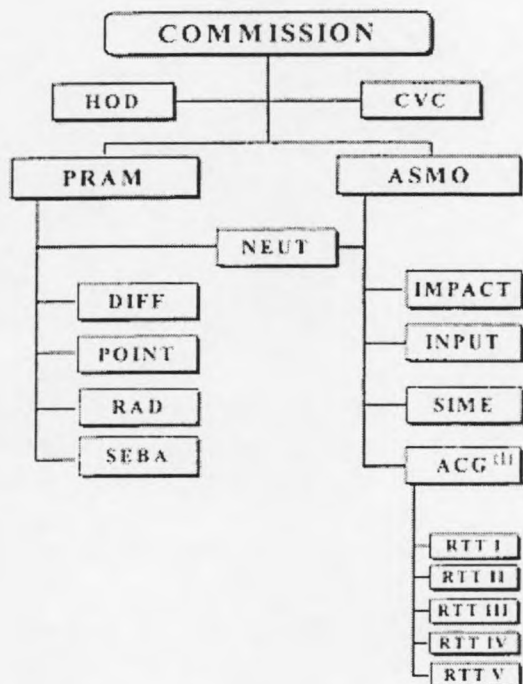 COMMISSION
HOD
CVC
PRAM
ASMO
NEUT
DIFF
POINT
RAD
SEBA
IMPACT
INPUT
SIME
ACG (1)
RTT I
RTT II
RTT III
RTT IV
RTT V